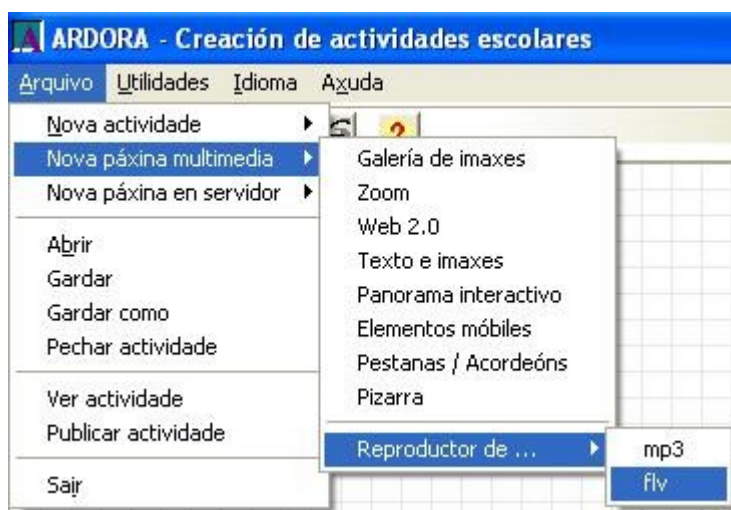 ARDORA - Creación de actividades escolares
Arquivo Utilidades Idioma Axuda
Nova actividade
Nova páxina multimedia
Nova páxina en servidor
Abrir
Gardar
Gardar como
Pechar actividade
Ver actividade
Publicar actividade
Sair
Galería de imaxes
Zoom
Web 2.0
Texto e imaxes
Panorama interactivo
Elementos móbiles
Pestanas / Acordeóns
Pizarra
Reproductor de ...
mp3
flv